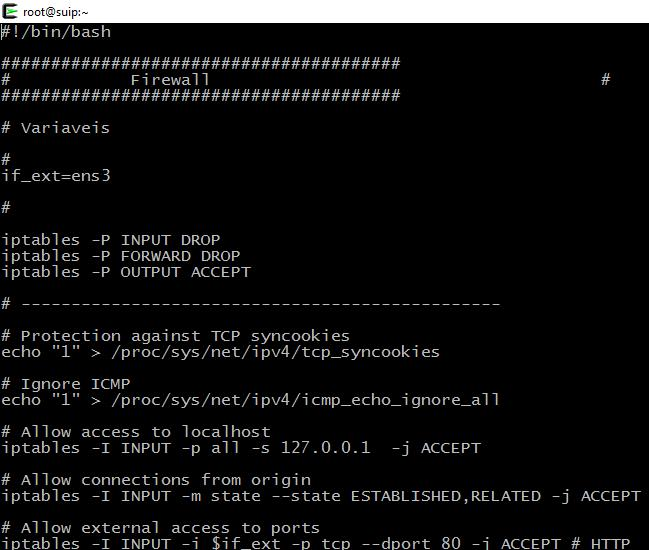 root@suip:~
#!/bin/bash
########################################
# Firewall #
########################################
# Variaveis
#
if_ext=ens3
#
iptables -P INPUT DROP
iptables -P FORWARD DROP
iptables -P OUTPUT ACCEPT
# ------------------------------------------------
# Protection against TCP syncookies
echo "1" > /proc/sys/net/ipv4/tcp_syncookies
# Ignore ICMP
echo "1" > /proc/sys/net/ipv4/icmp_echo_ignore_all
# Allow access to localhost
iptables -I INPUT -p all -s 127.0.0.1  -j ACCEPT
# Allow connections from origin
iptables -I INPUT -m state --state ESTABLISHED,RELATED -j ACCEPT
# Allow external access to ports
iptables -I INPUT -i $if_ext -p tcp --dport 80 -j ACCEPT # HTTP